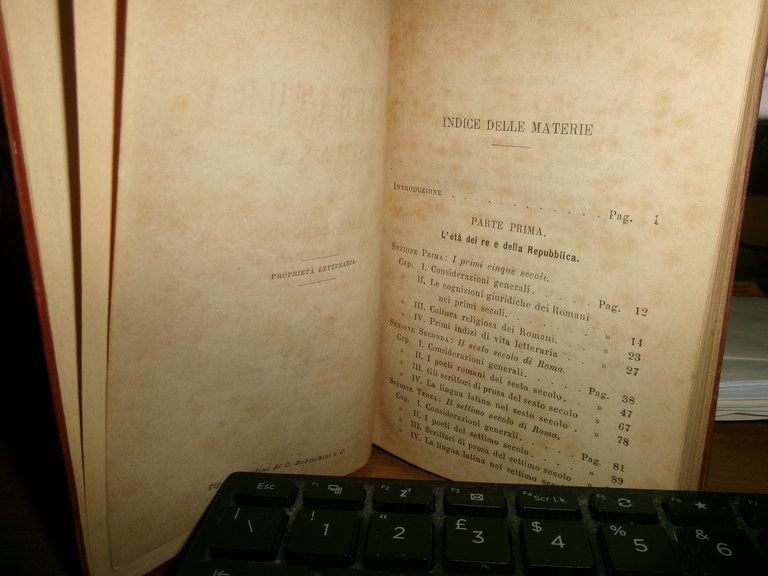 PROPRIETÀ LETTERARIA.
di C. Rebeschini e C.
INDICE DELLE MATERIE
INTRODUZIONE . . . . . . . . . . . . Pag. 1
PARTE PRIMA.
L'età dei re e della Repubblica.
SEZIONE PRIMA: I primi cinque secoli.
Cap. I. Considerazioni generali . . . . . Pag. 12
» II. Le cognizioni giuridiche dei Romani
nei primi secoli . . . . . . . . » 14
» III. Coltura religiosa dei Romani . . . . » 23
» IV. Primi indizi di vita letteraria . . . » 27
SEZIONE SECONDA: Il sesto secolo di Roma.
Cap. I. Considerazioni generali . . . . . Pag. 38
» II. I poeti romani del sesto secolo . . . » 47
» III. Gli scrittori di prosa del sesto secolo » 67
» IV. La lingua latina nel sesto secolo . . » 78
SEZIONE TERZA: Il settimo secolo di Roma.
Cap. I. Considerazioni generali . . . . . Pag. 81
» II. I poeti del settimo secolo . . . . » 89
» III. Scrittori di prosa del settimo secolo »
» IV. La lingua latina nel settimo secolo »
Esc F1 F2 F3 F4 Scr Lk F5 F6
\ | ! 1 " 2 £ 3 $ 4 % 5 & 6